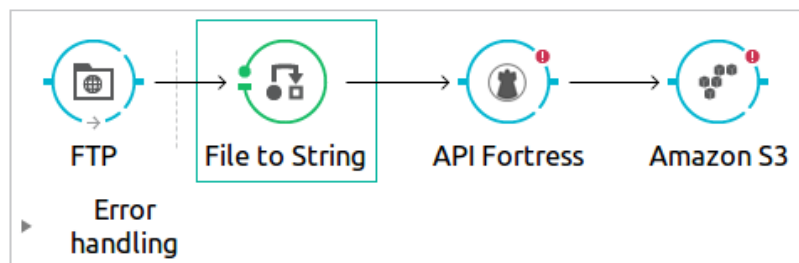 FTP
File to String
API Fortress
Amazon S3
Error
handling